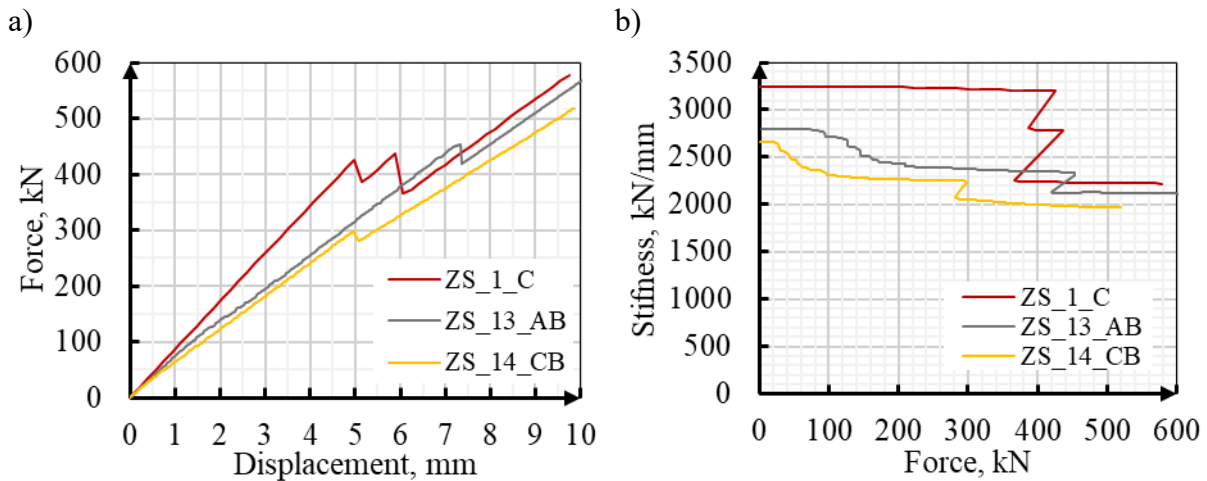 a)
Force, kN
600
500
400
300
200
100
0
ZS_1_C
ZS_13_AB
ZS_14_CB
0 1 2 3 4 5 6 7 8 9 10
Displacement, mm
b)
Stifness, kN/mm
3500
3000
2500
2000
1500
1000
500
0
ZS_1_C
ZS_13_AB
ZS_14_CB
0 100 200 300 400 500 600
Force, kN